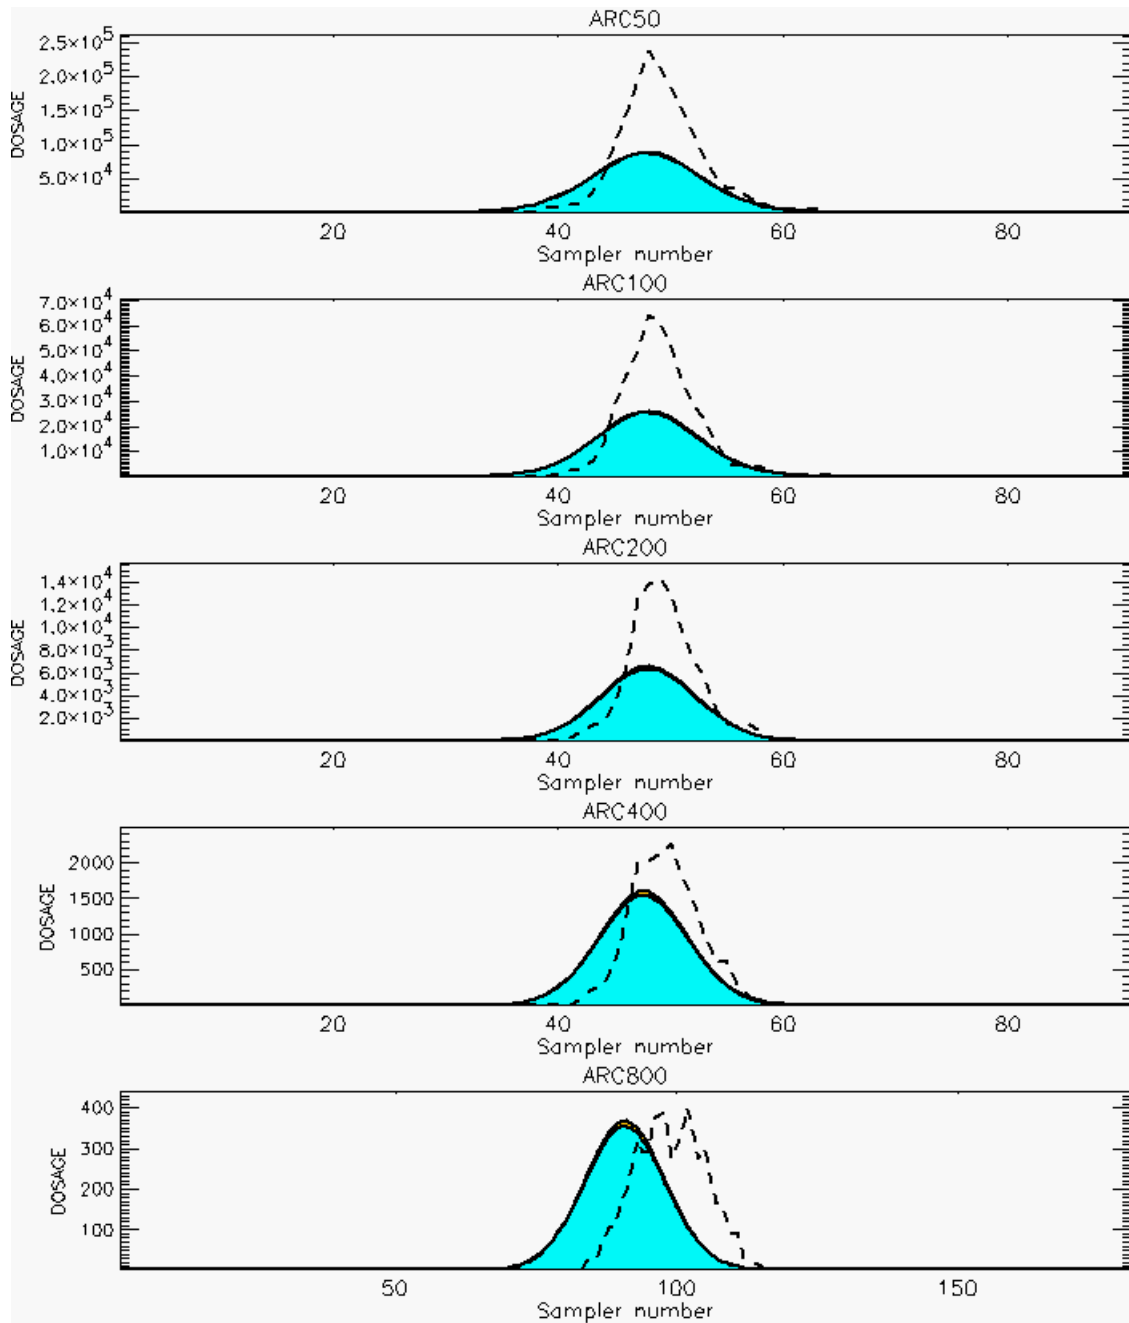 ARC50
2.5×10^5
2.0×10^5
1.5×10^5
1.0×10^5
5.0×10^4
DOSAGE
20 40 60 80
Sampler number
ARC100
7.0×10^4
6.0×10^4
5.0×10^4
4.0×10^4
3.0×10^4
2.0×10^4
1.0×10^4
DOSAGE
20 40 60 80
Sampler number
ARC200
1.4×10^4
1.2×10^4
1.0×10^4
8.0×10^3
6.0×10^3
4.0×10^3
2.0×10^3
DOSAGE
20 40 60 80
Sampler number
ARC400
2000
1500
1000
500
DOSAGE
20 40 60 80
Sampler number
ARC800
400
300
200
100
DOSAGE
50 100 150
Sampler number